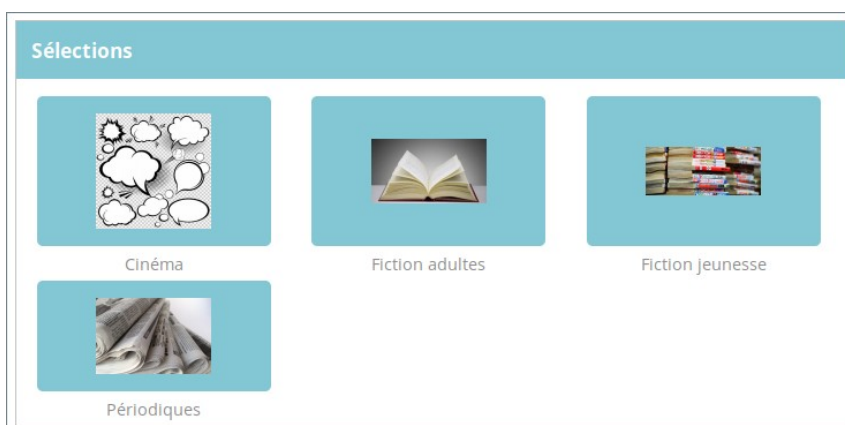 Sélections
Cinéma
Fiction adultes
Fiction jeunesse
Périodiques